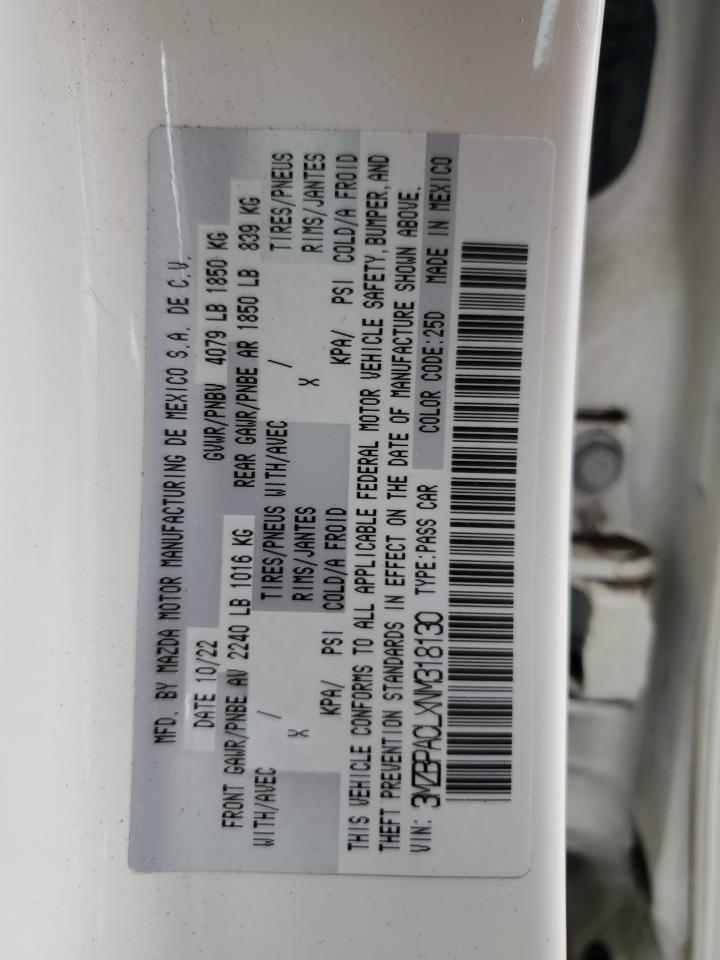 MFD. BY MAZDA MOTOR MANUFACTURING DE MEXICO S.A. DE C.V.
DATE 10/22 GVWR/PNBV 4079 LB 1850 KG
FRONT GAWR/PNBE AV 2240 LB 1016 KG REAR GAWR/PNBE AR 1850 LB 839 KG
WITH/AVEC / TIRES/PNEUS WITH/AVEC / TIRES/PNEUS
X RIMS/JANTES X RIMS/JANTES
KPA/ PSI COLD/A FROID KPA/ PSI COLD/A FROID
THIS VEHICLE CONFORMS TO ALL APPLICABLE FEDERAL MOTOR VEHICLE SAFETY, BUMPER, AND
THEFT PREVENTION STANDARDS IN EFFECT ON THE DATE OF MANUFACTURE SHOWN ABOVE.
VIN: 3MZBPACLXNM318130 TYPE:PASS CAR COLOR CODE:25D MADE IN MEXICO